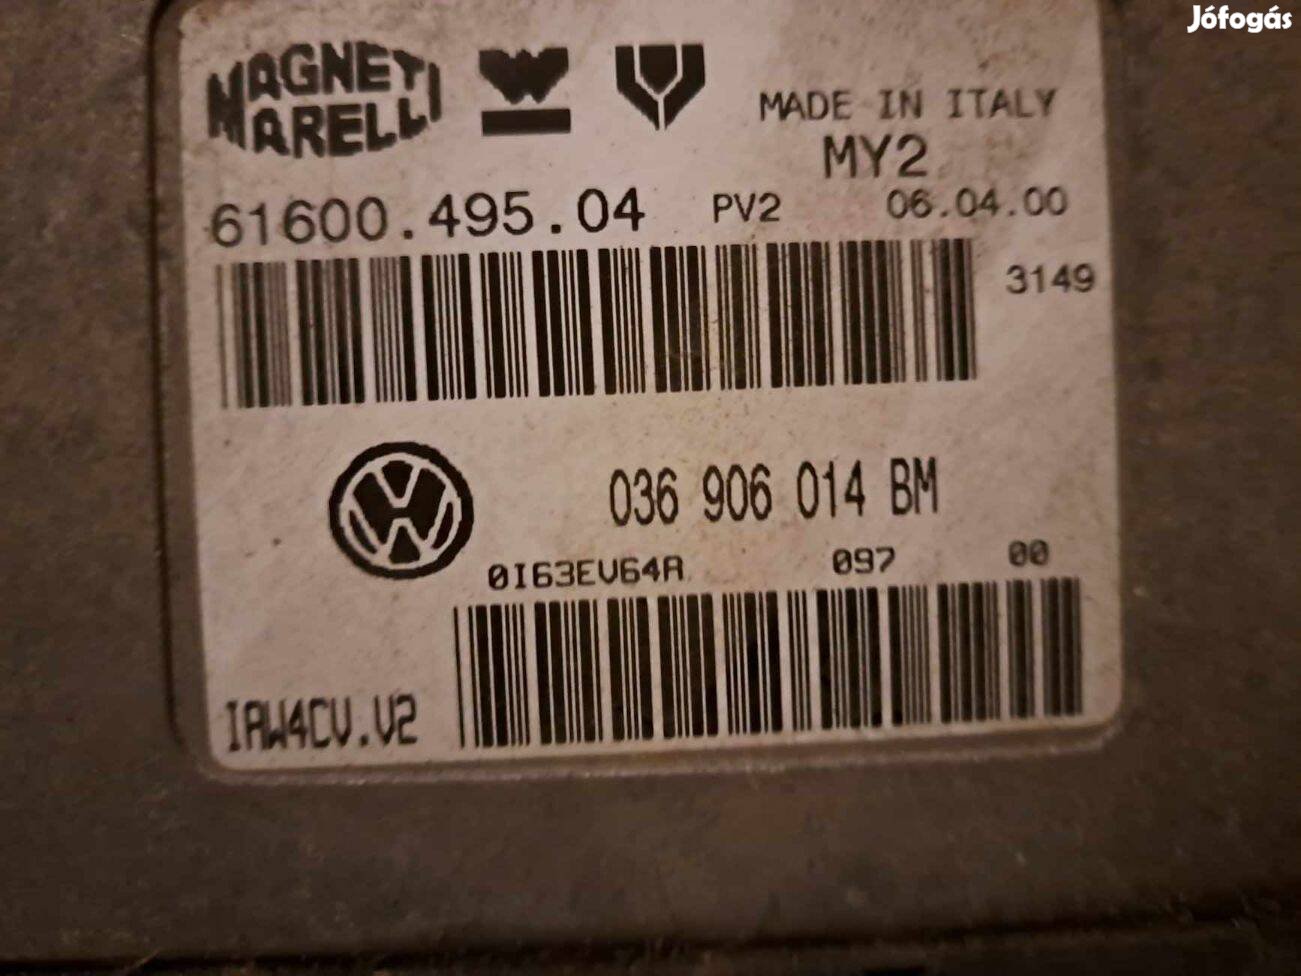 Jófogás
MAGNETI MARELLI
MADE IN ITALY
MY2
61600.495.04 PV2 06.04.00
3149
036 906 014 BM
0I63EV64A 097 00
IAW4CV.V2